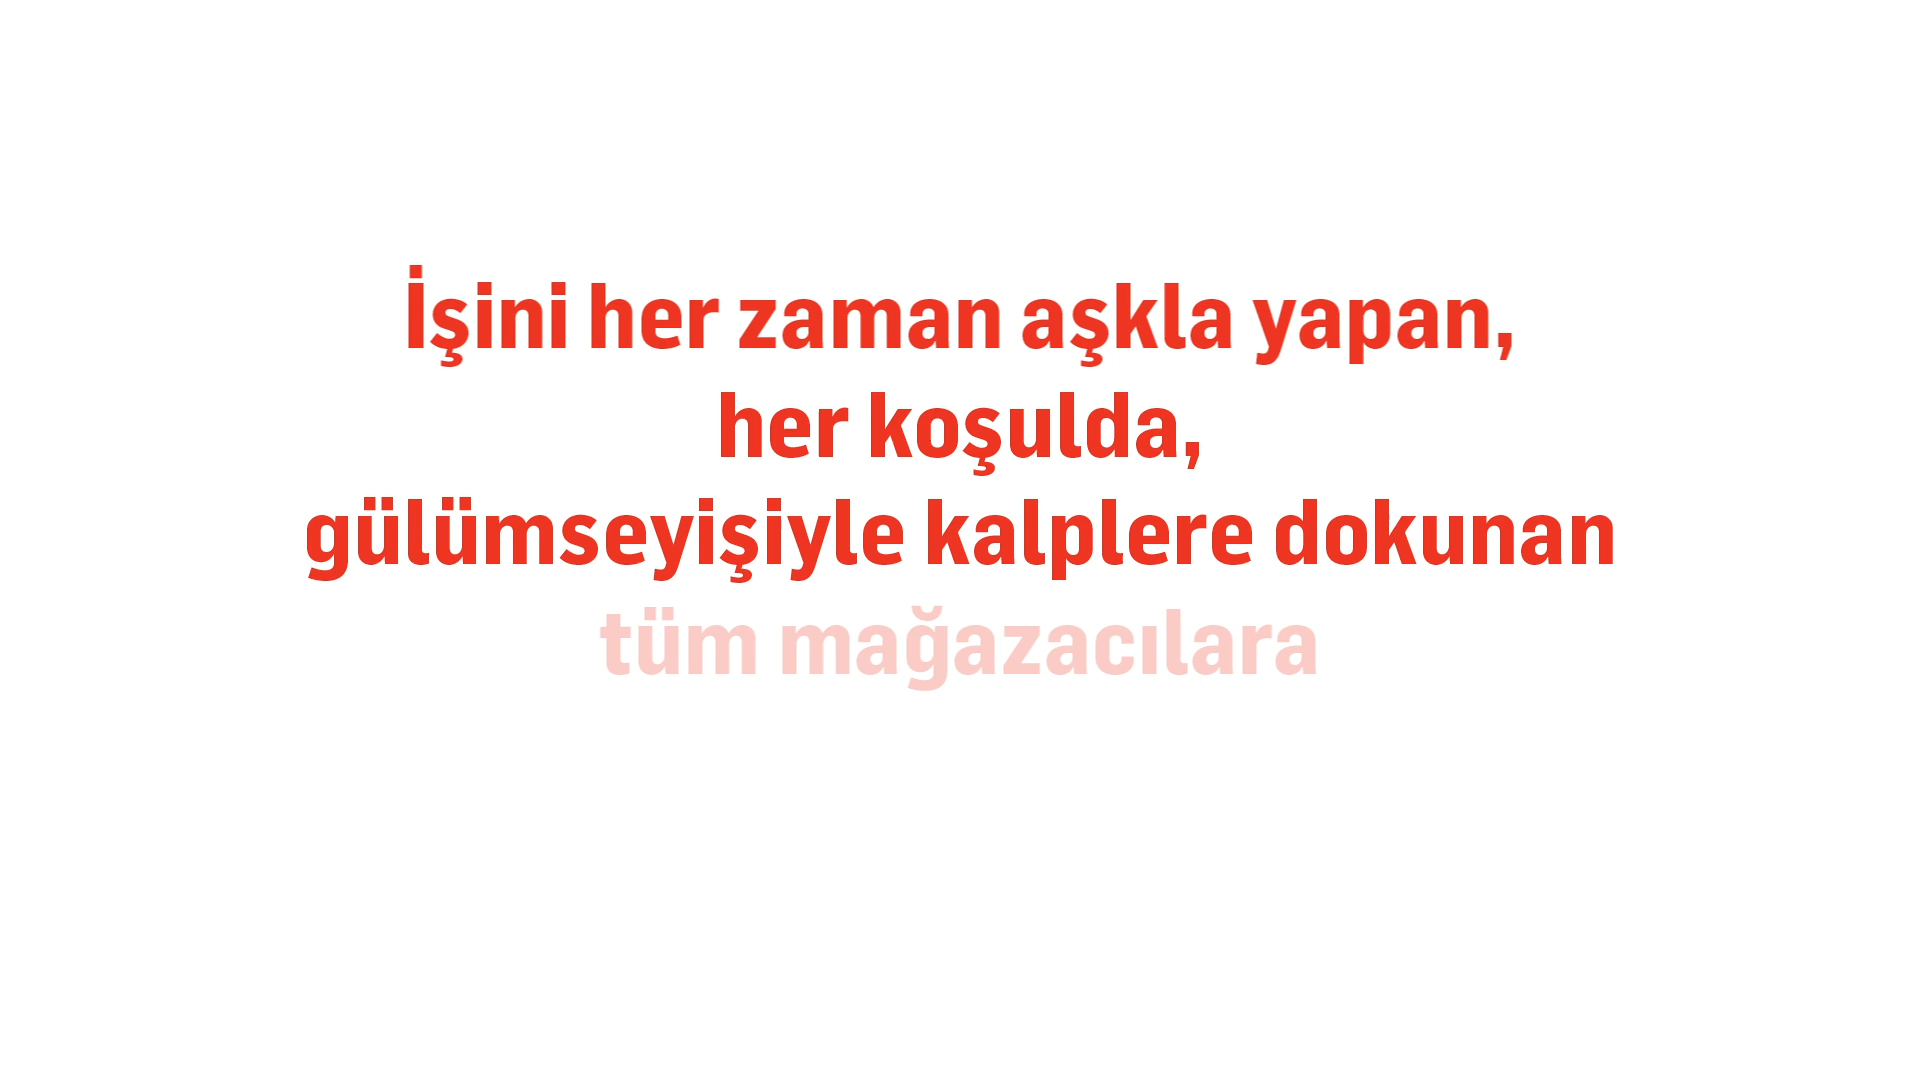 İşini her zaman aşkla yapan,
her koşulda,
gülümseyişiyle kalplere dokunan
tüm mağazacılara